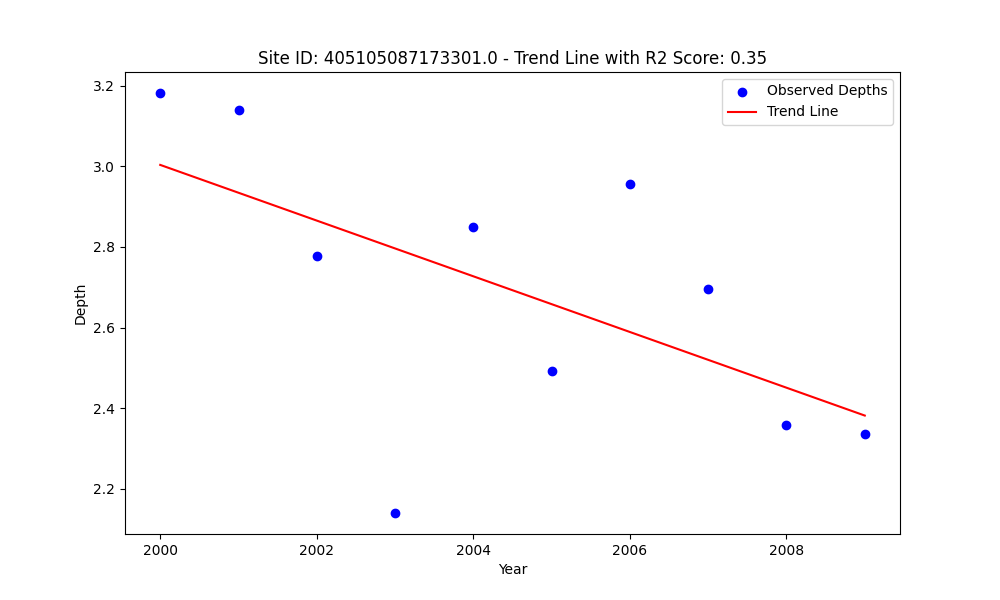 Site ID: 405105087173301.0 - Trend Line with R2 Score: 0.35
Observed Depths
Trend Line
3.2
3.0
2.8
2.6
2.4
2.2
Depth
2000
2002
2004
2006
2008
Year